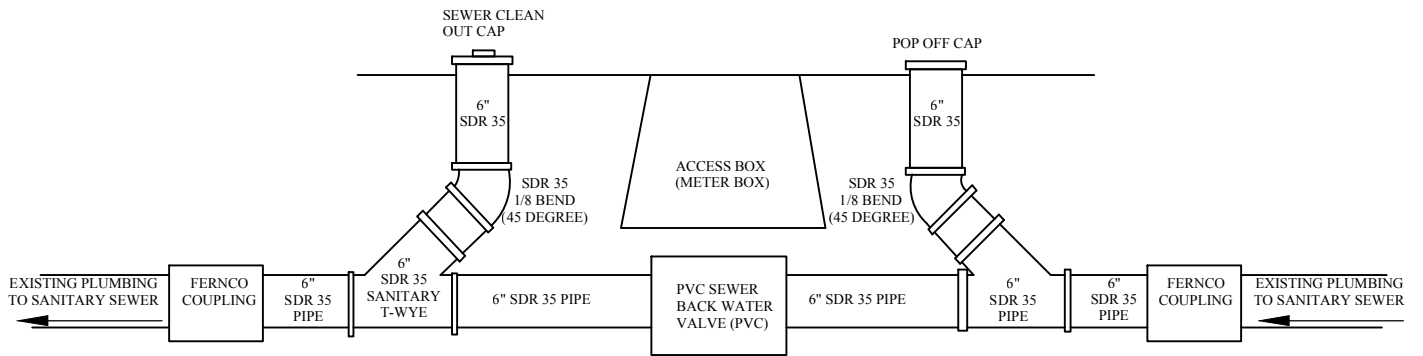 SEWER CLEAN
OUT CAP
POP OFF CAP
6"
SDR 35
6"
SDR 35
ACCESS BOX
(METER BOX)
SDR 35
1/8 BEND
(45 DEGREE)
SDR 35
1/8 BEND
(45 DEGREE)
EXISTING PLUMBING
TO SANITARY SEWER
FERNCO
COUPLING
6"
SDR 35
PIPE
6"
SDR 35
SANITARY
T-WYE
6" SDR 35 PIPE
PVC SEWER
BACK WATER
VALVE (PVC)
6" SDR 35 PIPE
6"
SDR 35
PIPE
6"
SDR 35
PIPE
FERNCO
COUPLING
EXISTING PLUMBING
TO SANITARY SEWER